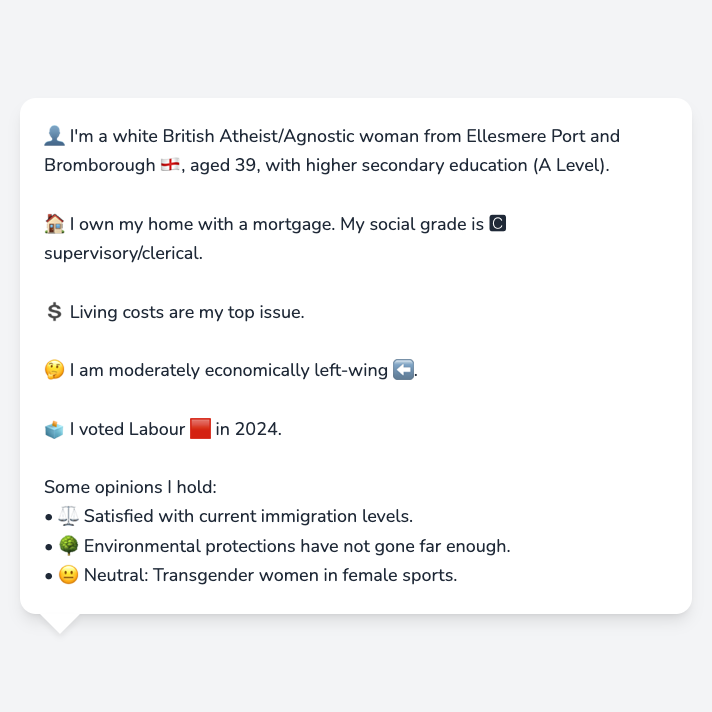 👤 I'm a white British Atheist/Agnostic woman from Ellesmere Port and
Bromborough 🏴󠁧󠁢󠁥󠁮󠁧󠁿, aged 39, with higher secondary education (A Level).
🏠 I own my home with a mortgage. My social grade is C
supervisory/clerical.
💲 Living costs are my top issue.
🤔 I am moderately economically left-wing ⬅️.
🗳️ I voted Labour 🟥 in 2024.
Some opinions I hold:
• ⚖️ Satisfied with current immigration levels.
• 🌳 Environmental protections have not gone far enough.
• 😐 Neutral: Transgender women in female sports.